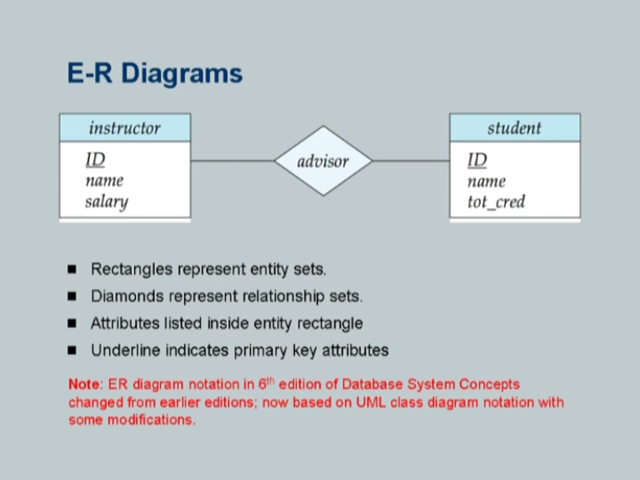 E-R Diagrams
instructor
ID
name
salary
advisor
student
ID
name
tot_cred
Rectangles represent entity sets.
Diamonds represent relationship sets.
Attributes listed inside entity rectangle
Underline indicates primary key attributes
Note: ER diagram notation in 6th edition of Database System Concepts
changed from earlier editions; now based on UML class diagram notation with
some modifications.